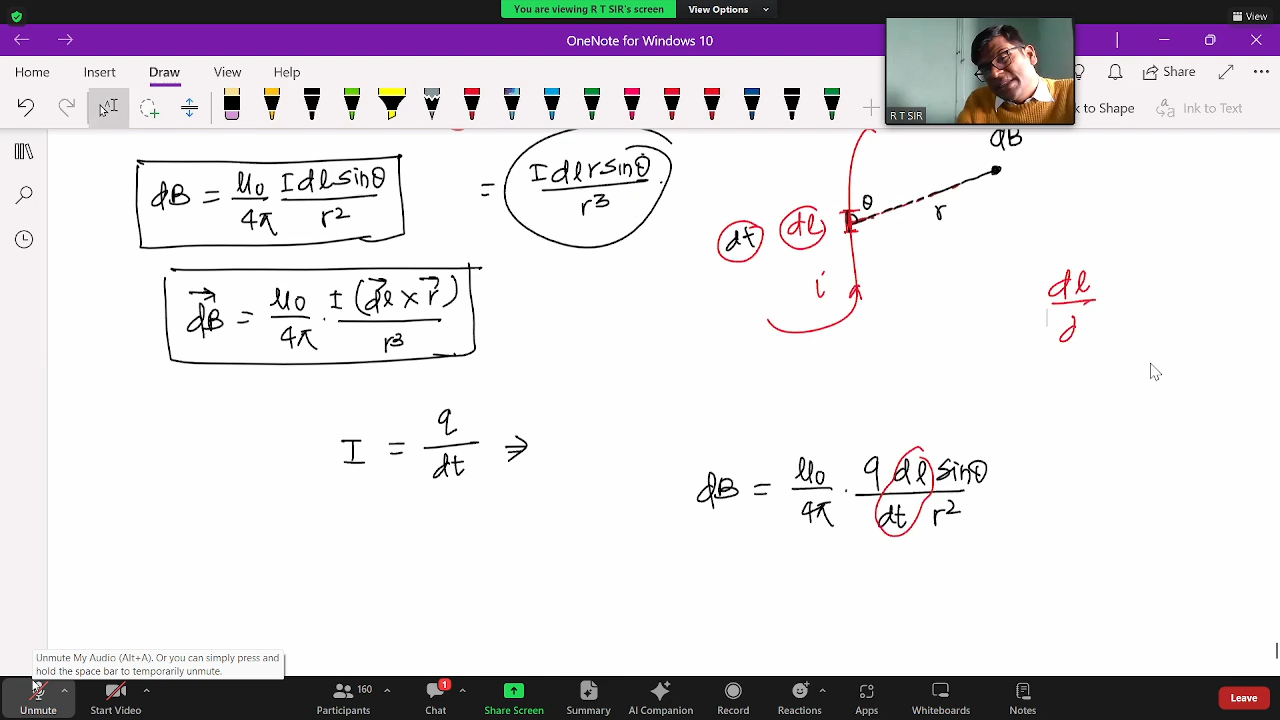 You are viewing R T SIR's screen View Options
View
OneNote for Windows 10
Home Insert Draw View Help
Share
R T SIR
k to Shape Ink to Text
dB = μ0/4π Idlsinθ/r2
= Idlrsinθ/r3
dB
θ
r
dt dl
i
dl
dB = μ0/4π . I (dl × r)/r3
I = q/dt ⇒
dB = μ0/4π . q dl sinθ/dt r2
Unmute My Audio (Alt+A). Or you can simply press and
hold the space bar to temporarily unmute.
160
1
Unmute Start Video Participants Chat Share Screen Summary AI Companion Record Reactions Apps Whiteboards Notes
Leave